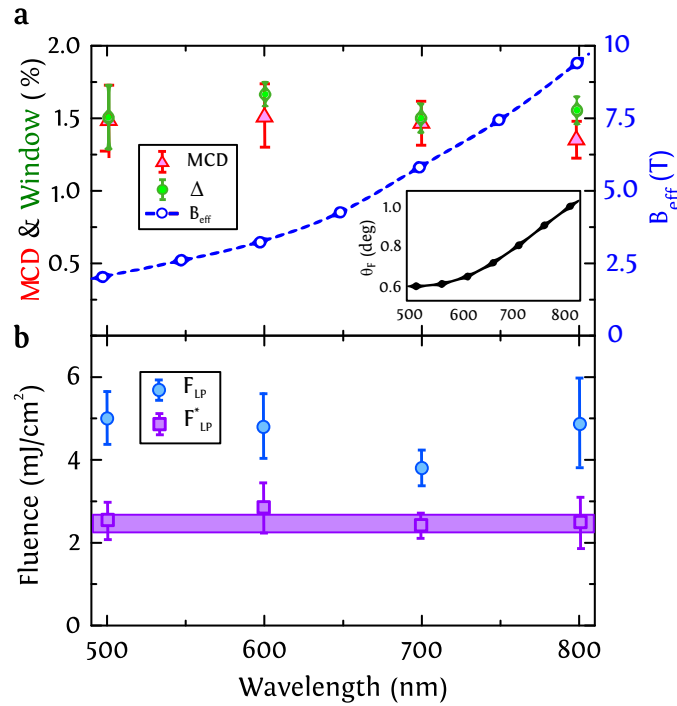 a
2.0
1.5
1.0
0.5
MCD & Window (%)
10
7.5
5.0
2.5
0
B_eff (T)
MCD
Δ
B_eff
1.0
0.8
0.6
θ_F (deg)
500
600
700
800
b
6
4
2
0
Fluence (mJ/cm²)
F_LP
F*_LP
500
600
700
800
Wavelength (nm)